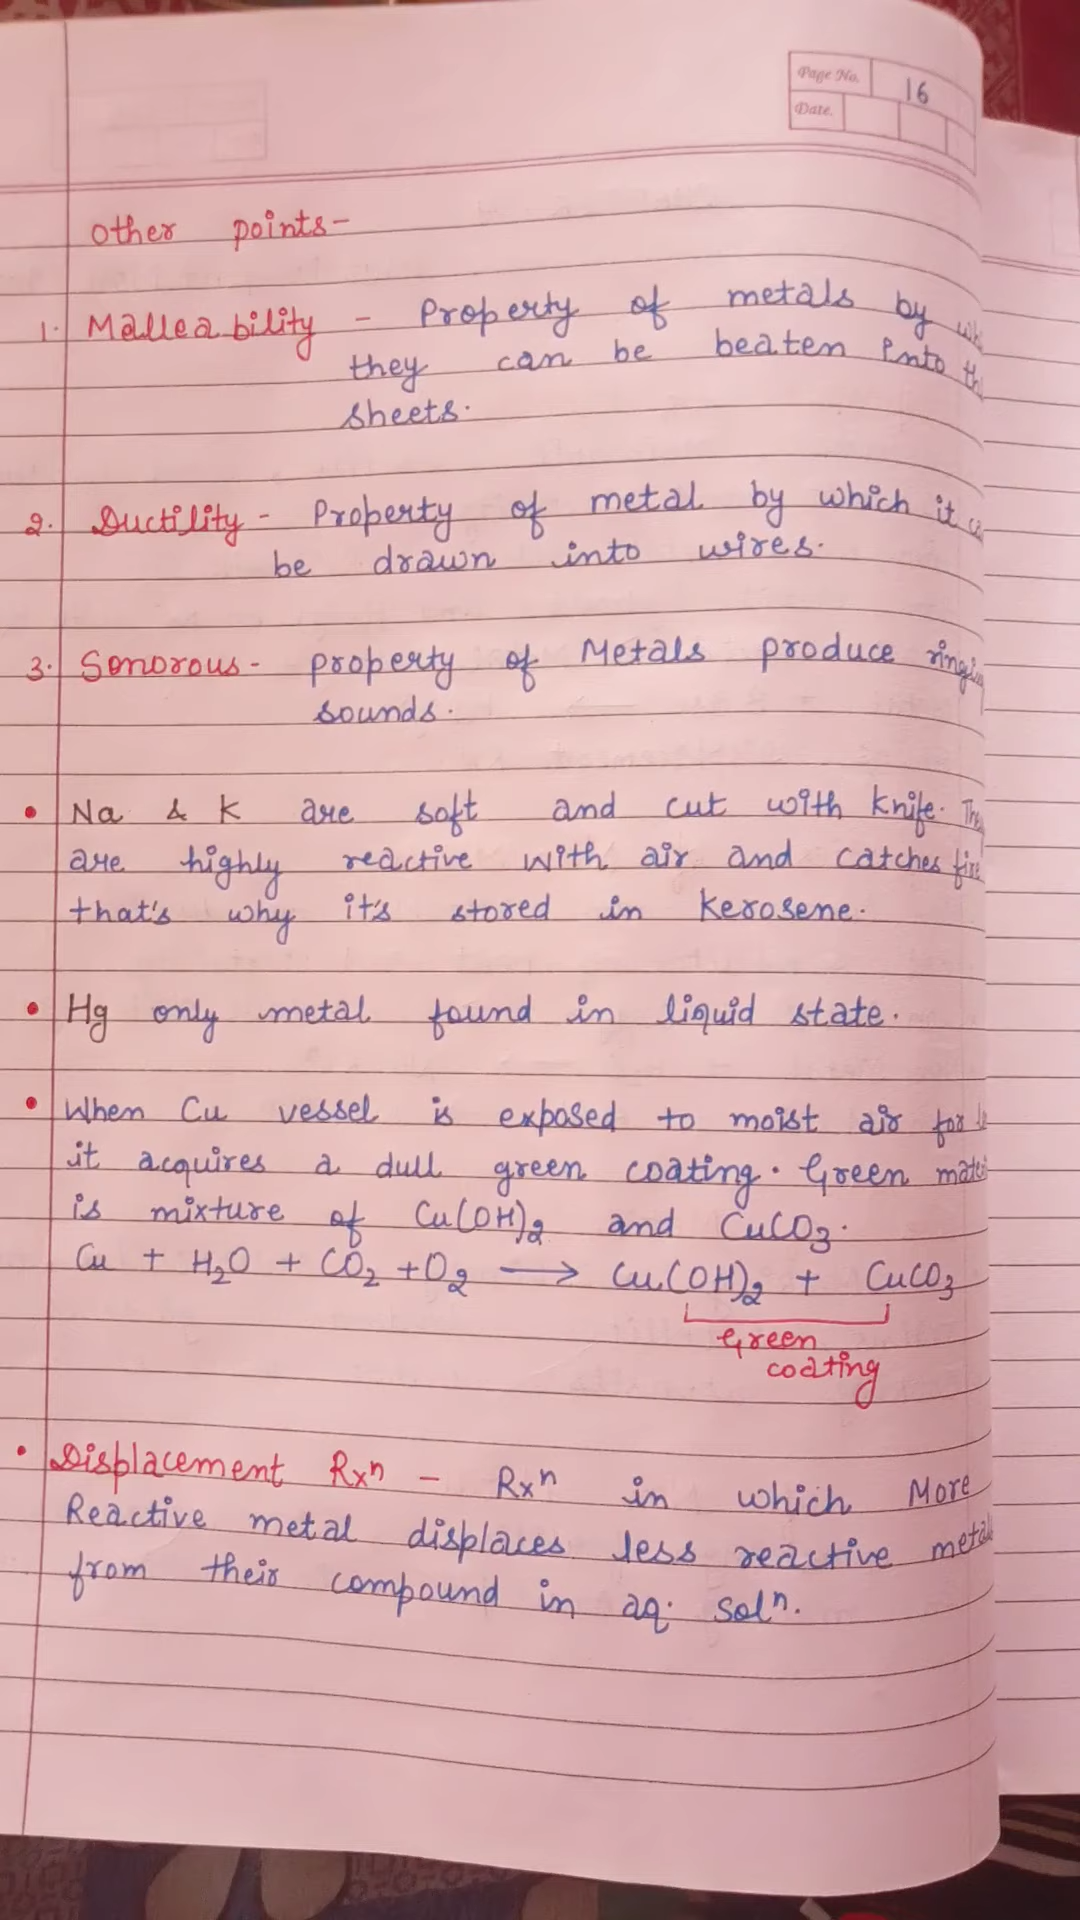 Page No. 16
Date.
other points-
1. Malleability - Property of metals by
they can be beaten into
sheets.
2. Ductility - Property of metal by which it
be drawn into wires.
3. Sonorous - property of Metals produce ringing
sounds.
• Na & K are soft and cut with knife.
are highly reactive with air and catches fire
that's why it's stored in kerosene.
• Hg only metal found in liquid state.
• When Cu vessel is exposed to moist air for
it acquires a dull green coating. Green
is mixture of Cu(OH)₂ and CuCO₃.
Cu + H₂O + CO₂ + O₂ ⟶ Cu(OH)₂ + CuCO₃
Green
coating
• Displacement Rxⁿ - Rxⁿ in which More
Reactive metal displaces less reactive metal
from their compound in aq. solⁿ.